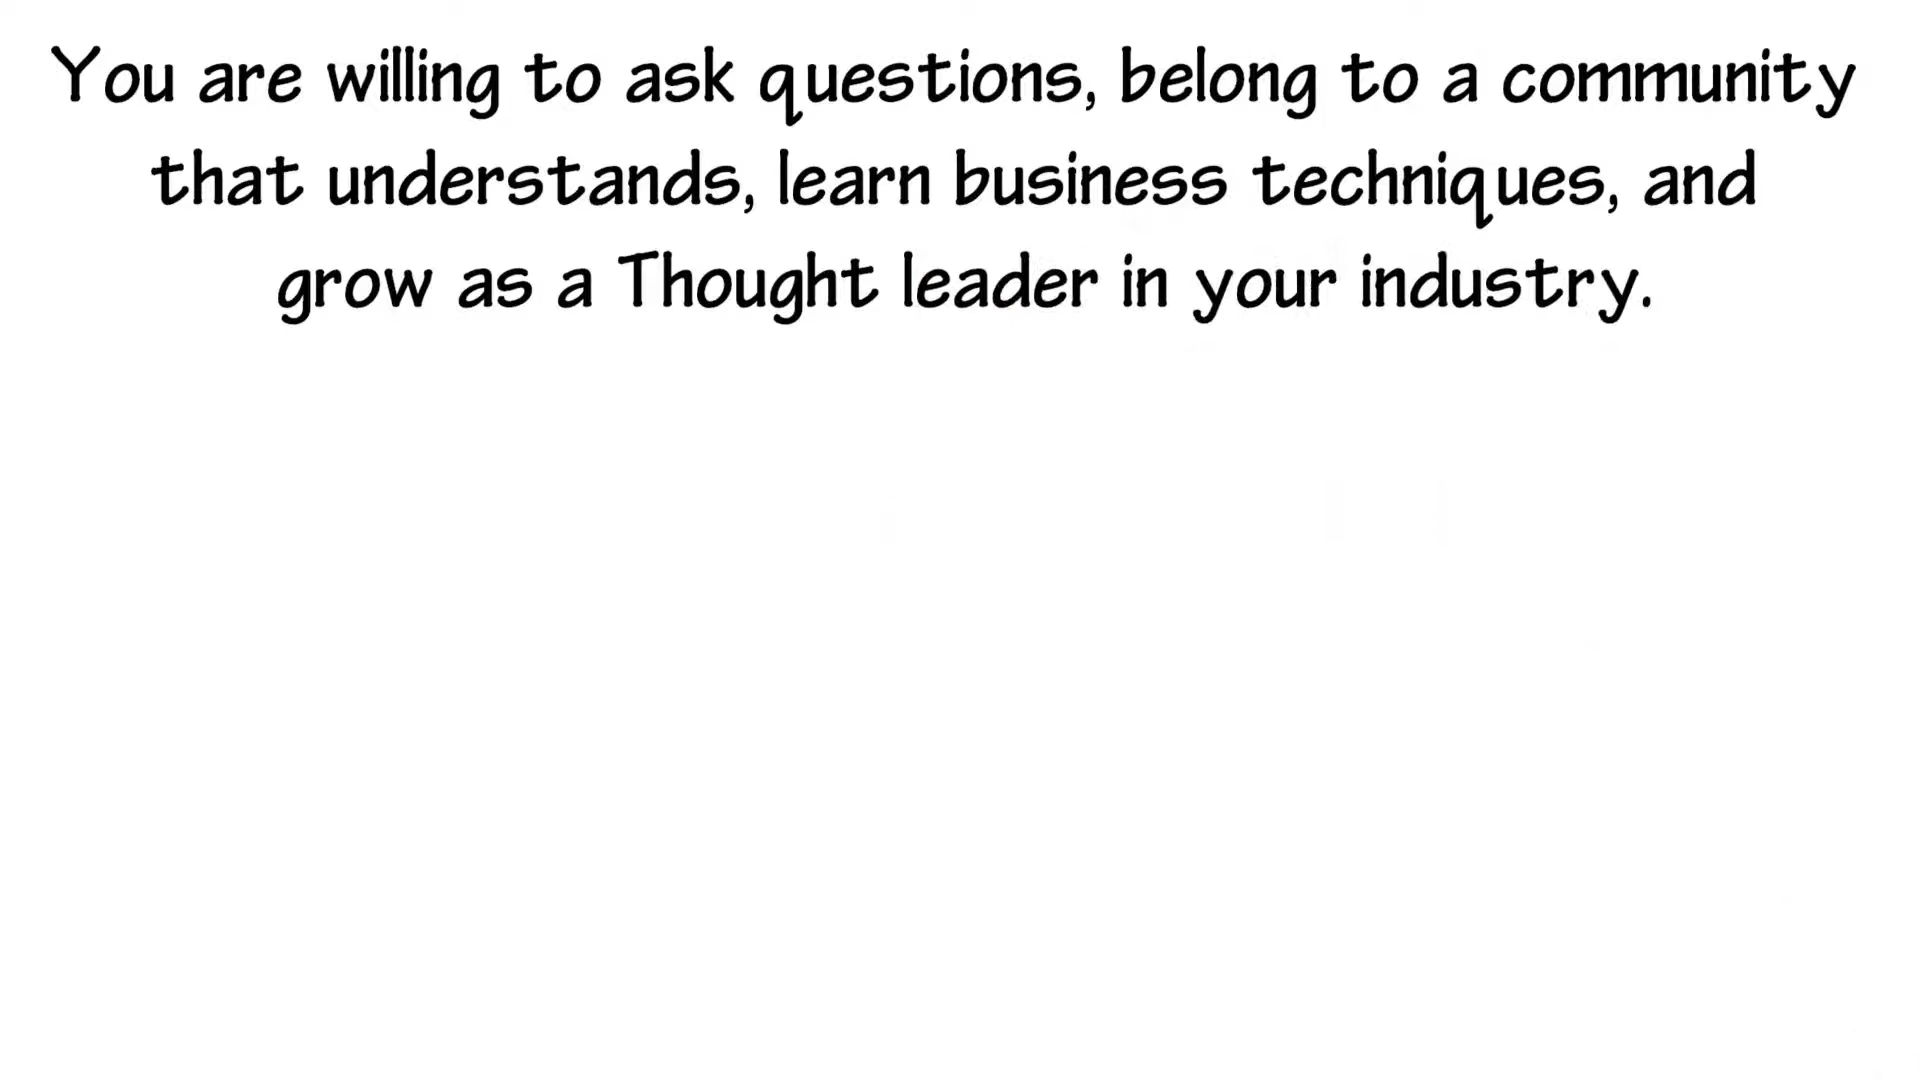 You are willing to ask questions, belong to a community
that understands, learn business techniques, and
grow as a Thought leader in your industry.